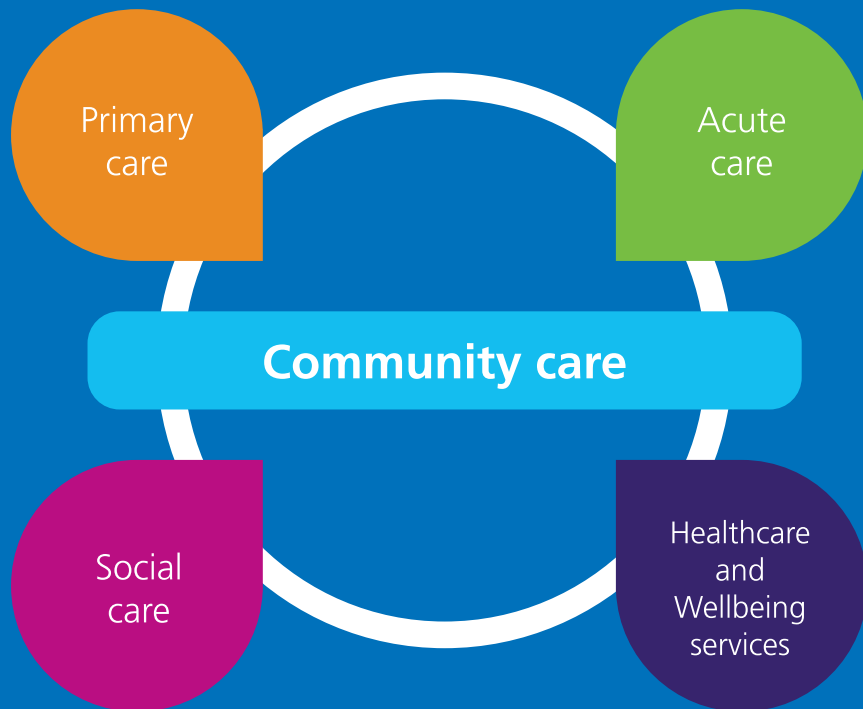 Primary
care
Acute
care
Community care
Social
care
Healthcare
and
Wellbeing
services